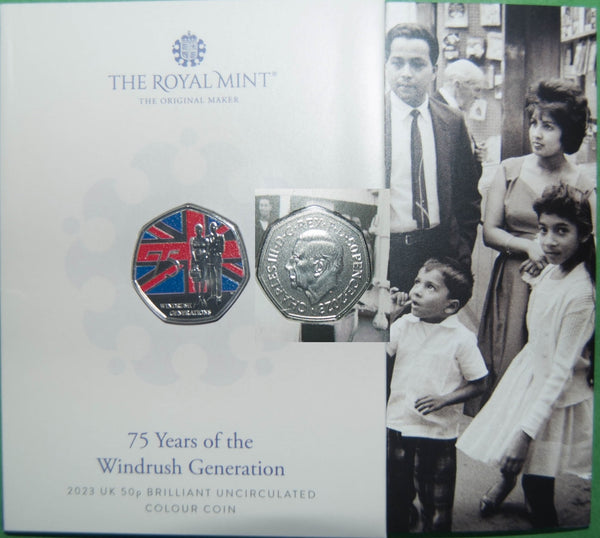 THE ROYAL MINT®
THE ORIGINAL MAKER
WINDRUSH
GENERATIONS
CHARLES III·D·G·REX·F·D·50 PENCE·2023
75 Years of the
Windrush Generation
2023 UK 50p BRILLIANT UNCIRCULATED
COLOUR COIN